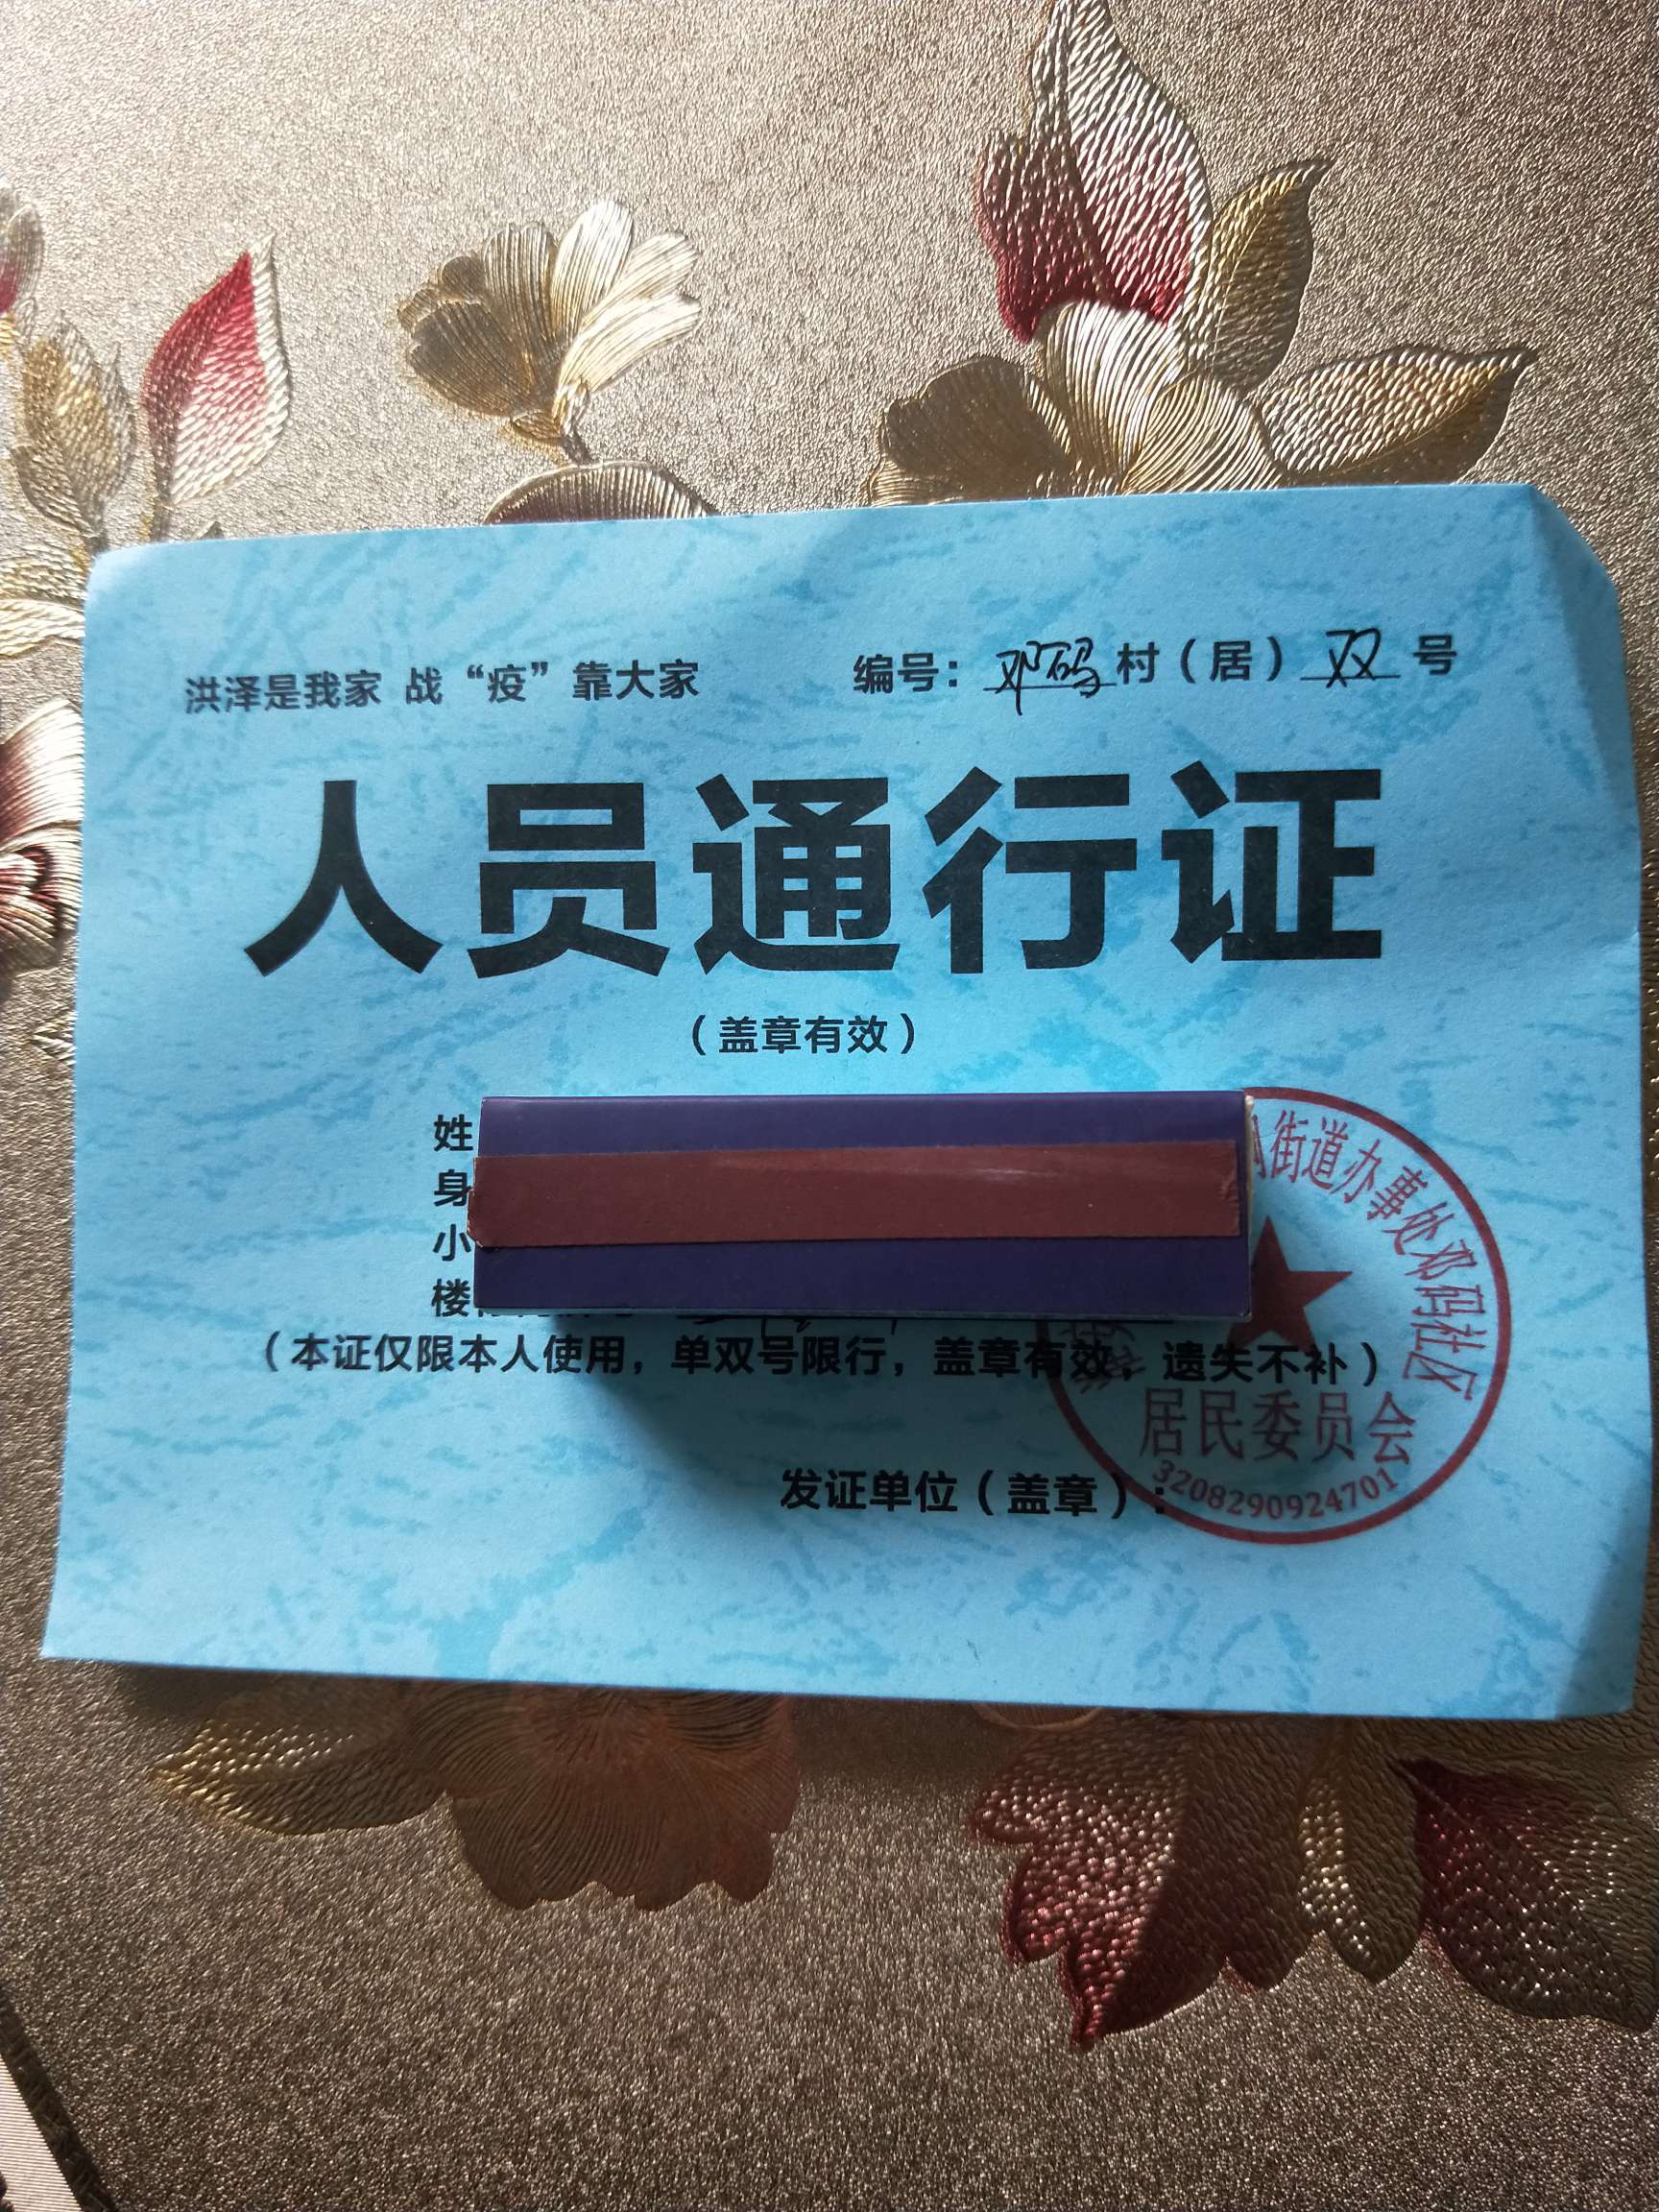 洪泽是我家 战“疫”靠大家
编号：邓码村（居）双号
人员通行证
（盖章有效）
姓
身
小
楼
（本证仅限本人使用，单双号限行，盖章有效，遗失不补）
发证单位（盖章）：
街道办事处邓码社区
居民委员会
3208290924701